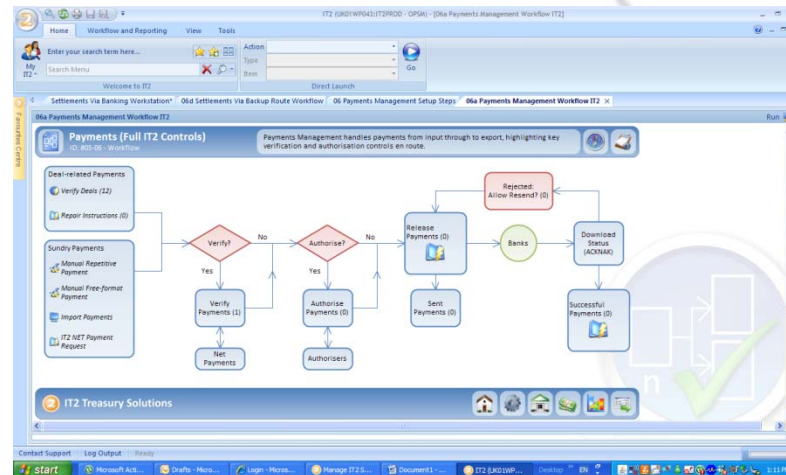 IT2 (UK01WP043:IT2PROD - OPSM) - [06a Payments Management Workflow IT2]
Home Workflow and Reporting View Tools
My IT2
Enter your search term here...
Search Menu
Welcome to IT2
Action
Type
Item
Go
Direct Launch
Settlements Via Banking Workstation* 06d Settlements Via Backup Route Workflow 06 Payments Management Setup Steps 06a Payments Management Workflow IT2
Favourites Centre
06a Payments Management Workflow IT2 Run
Payments (Full IT2 Controls)
ID: #05-06 - Workflow
Payments Management handles payments from input through to export, highlighting key
verification and authorisation controls en route.
Deal-related Payments
Verify Deals (12)
Repair Instructions (0)
Sundry Payments
Manual Repetitive
Payment
Manual Free-format
Payment
Import Payments
IT2 NET Payment
Request
Verify?
No
Yes
Verify
Payments (1)
Net
Payments
Authorise?
No
Yes
Authorise
Payments (0)
Authorisers
Rejected:
Allow Resend? (0)
Release
Payments (0)
Sent
Payments (0)
Banks
Download
Status
(ACKNAK)
Successful
Payments (0)
n
2 IT2 Treasury Solutions
Contact Support Log Output Ready
start Microsoft Acti... Drafts - Micro... Login - Micros... Manage IT2 S... Document1 - ... IT2 (UK01WP... Desktop EN 1:11